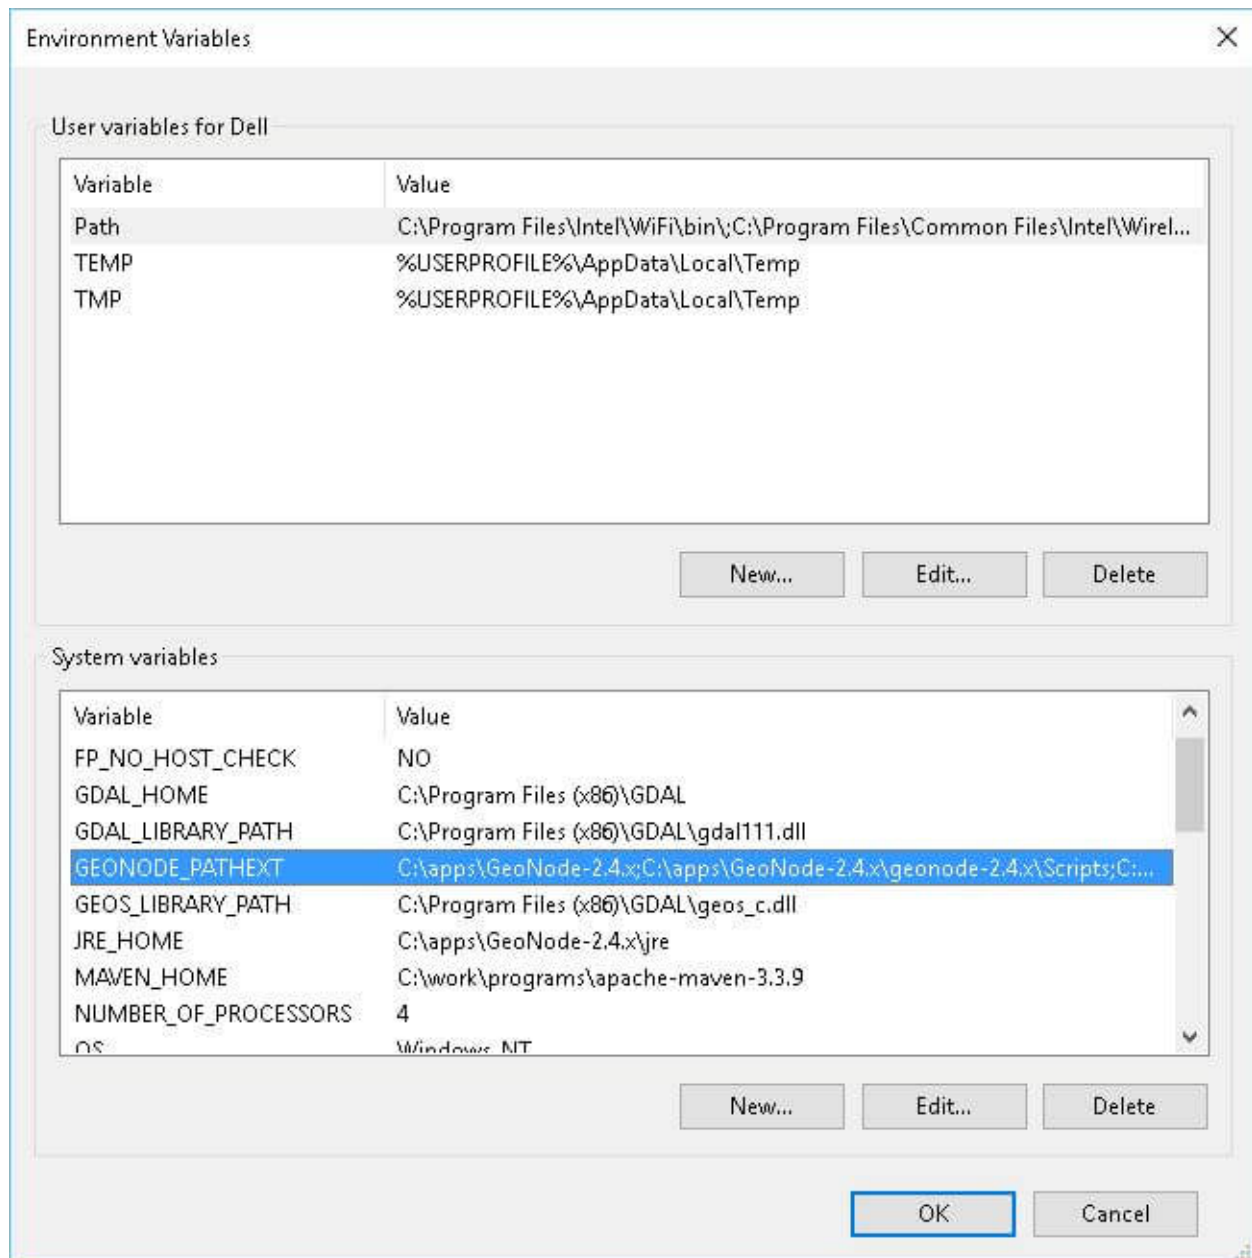 Environment Variables
User variables for Dell
Variable Value
Path C:\Program Files\Intel\WiFi\bin\;C:\Program Files\Common Files\Intel\Wirel...
TEMP %USERPROFILE%\AppData\Local\Temp
TMP %USERPROFILE%\AppData\Local\Temp
New... Edit... Delete
System variables
Variable Value
FP_NO_HOST_CHECK NO
GDAL_HOME C:\Program Files (x86)\GDAL
GDAL_LIBRARY_PATH C:\Program Files (x86)\GDAL\gdal111.dll
GEONODE_PATHEXT C:\apps\GeoNode-2.4.x;C:\apps\GeoNode-2.4.x\geonode-2.4.x\Scripts;C:...
GEOS_LIBRARY_PATH C:\Program Files (x86)\GDAL\geos_c.dll
JRE_HOME C:\apps\GeoNode-2.4.x\jre
MAVEN_HOME C:\work\programs\apache-maven-3.3.9
NUMBER_OF_PROCESSORS 4
OS Windows_NT
New... Edit... Delete
OK Cancel